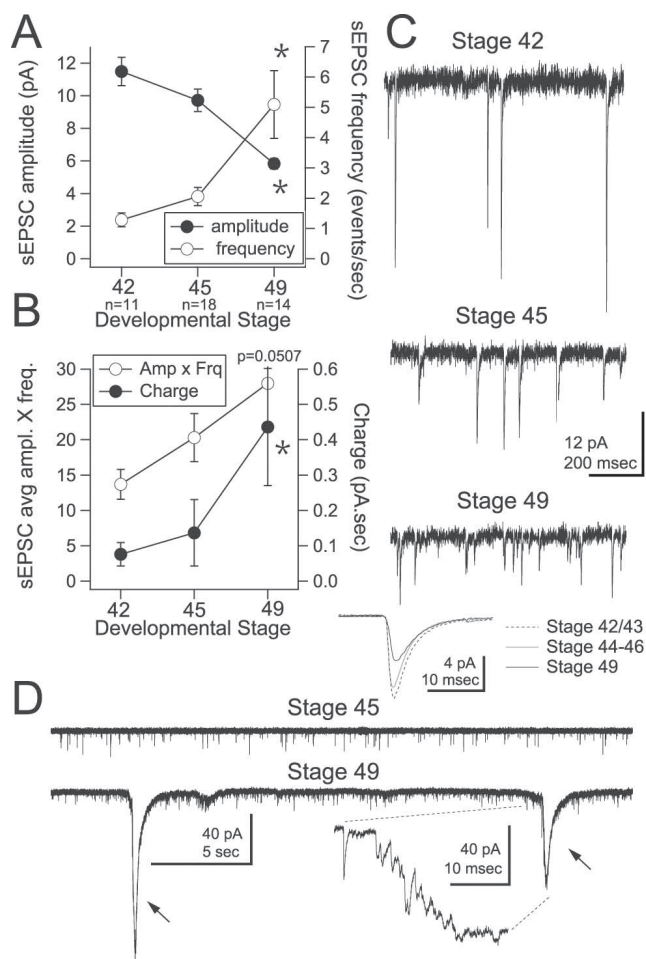 A
sEPSC amplitude (pA)
12
10
8
6
4
2
0
7
6
5
4
3
2
1
0
sEPSC frequency (events/sec)
*
*
amplitude
frequency
42 45 49
n=11 n=18 n=14
Developmental Stage
B
sEPSC avg ampl. X freq.
30
25
20
15
10
5
0
Amp x Frq
Charge
p=0.0507
*
0.6
0.5
0.4
0.3
0.2
0.1
0.0
Charge (pA.sec)
42 45 49
Developmental Stage
C
Stage 42
Stage 45
12 pA
200 msec
Stage 49
4 pA
10 msec
Stage 42/43
Stage 44-46
Stage 49
D
Stage 45
Stage 49
40 pA
5 sec
40 pA
10 msec